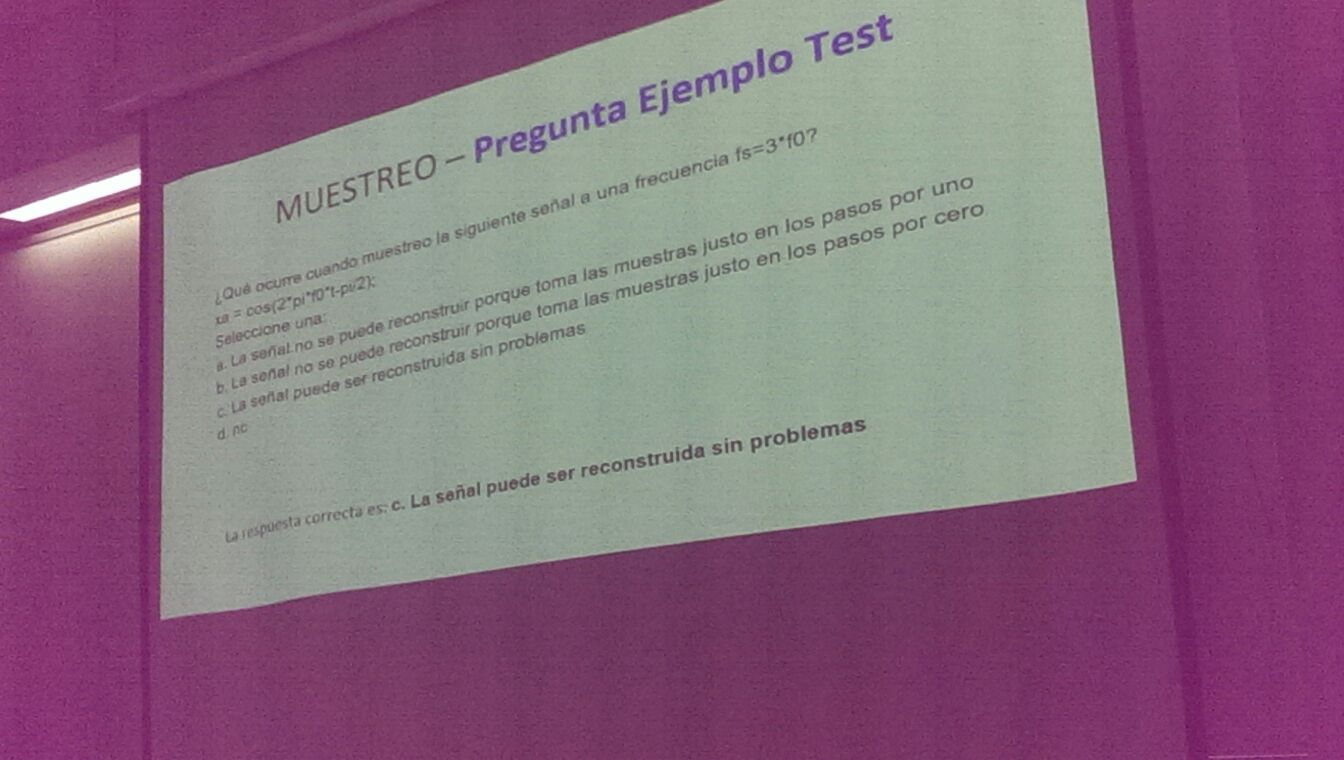 MUESTREO – Pregunta Ejemplo Test
¿Qué ocurre cuando muestreo la siguiente señal a una frecuencia fs=3*f0?
xa = cos(2*pi*f0*t-pi/2);
Seleccione una:
a. La señal no se puede reconstruir porque toma las muestras justo en los pasos por uno
b. La señal no se puede reconstruir porque toma las muestras justo en los pasos por cero
c. La señal puede ser reconstruida sin problemas
d. nc
La respuesta correcta es: c. La señal puede ser reconstruida sin problemas